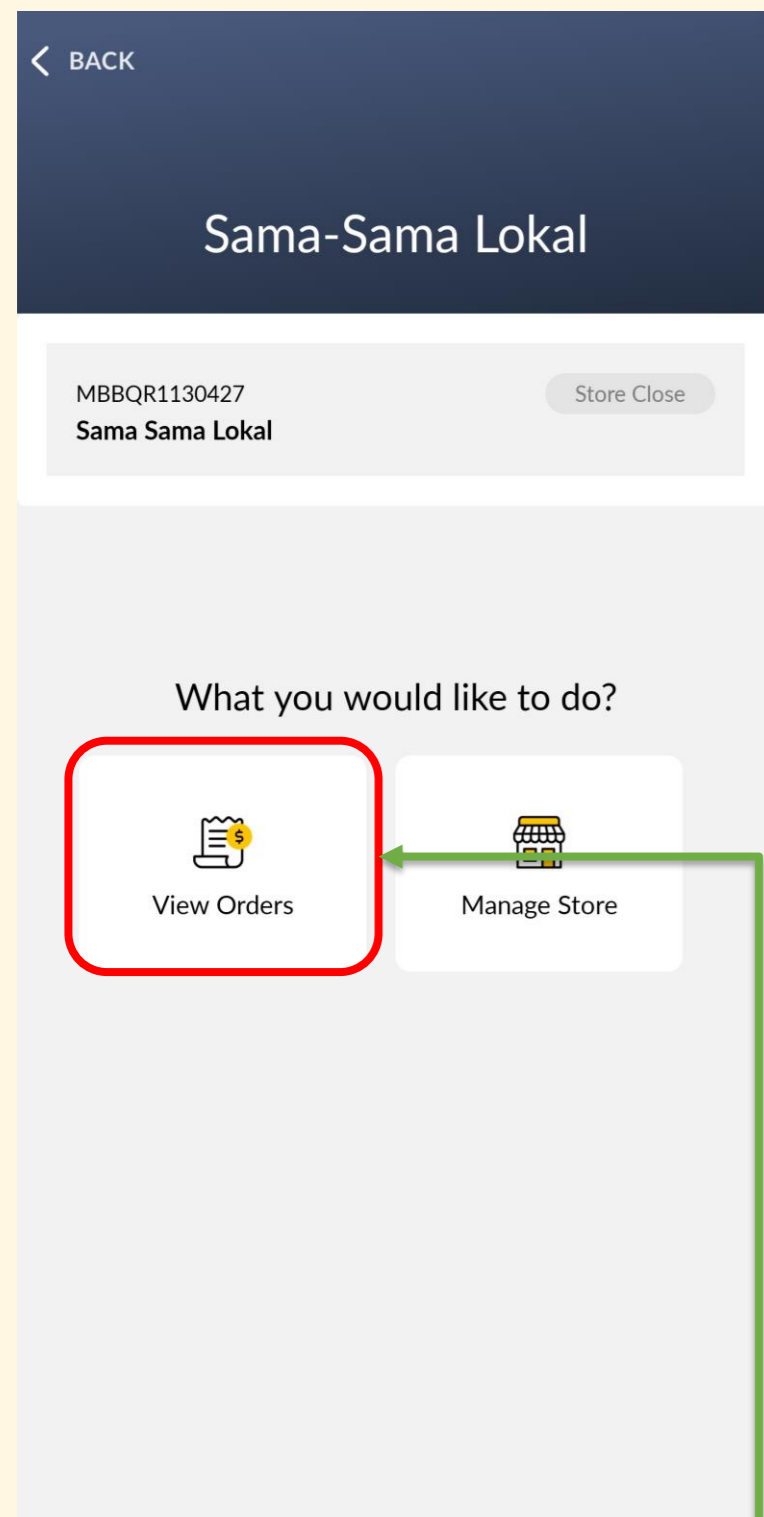 BACK
Sama-Sama Lokal
MBBQR1130427
Store Close
Sama Sama Lokal
What you would like to do?
$
View Orders
Manage Store